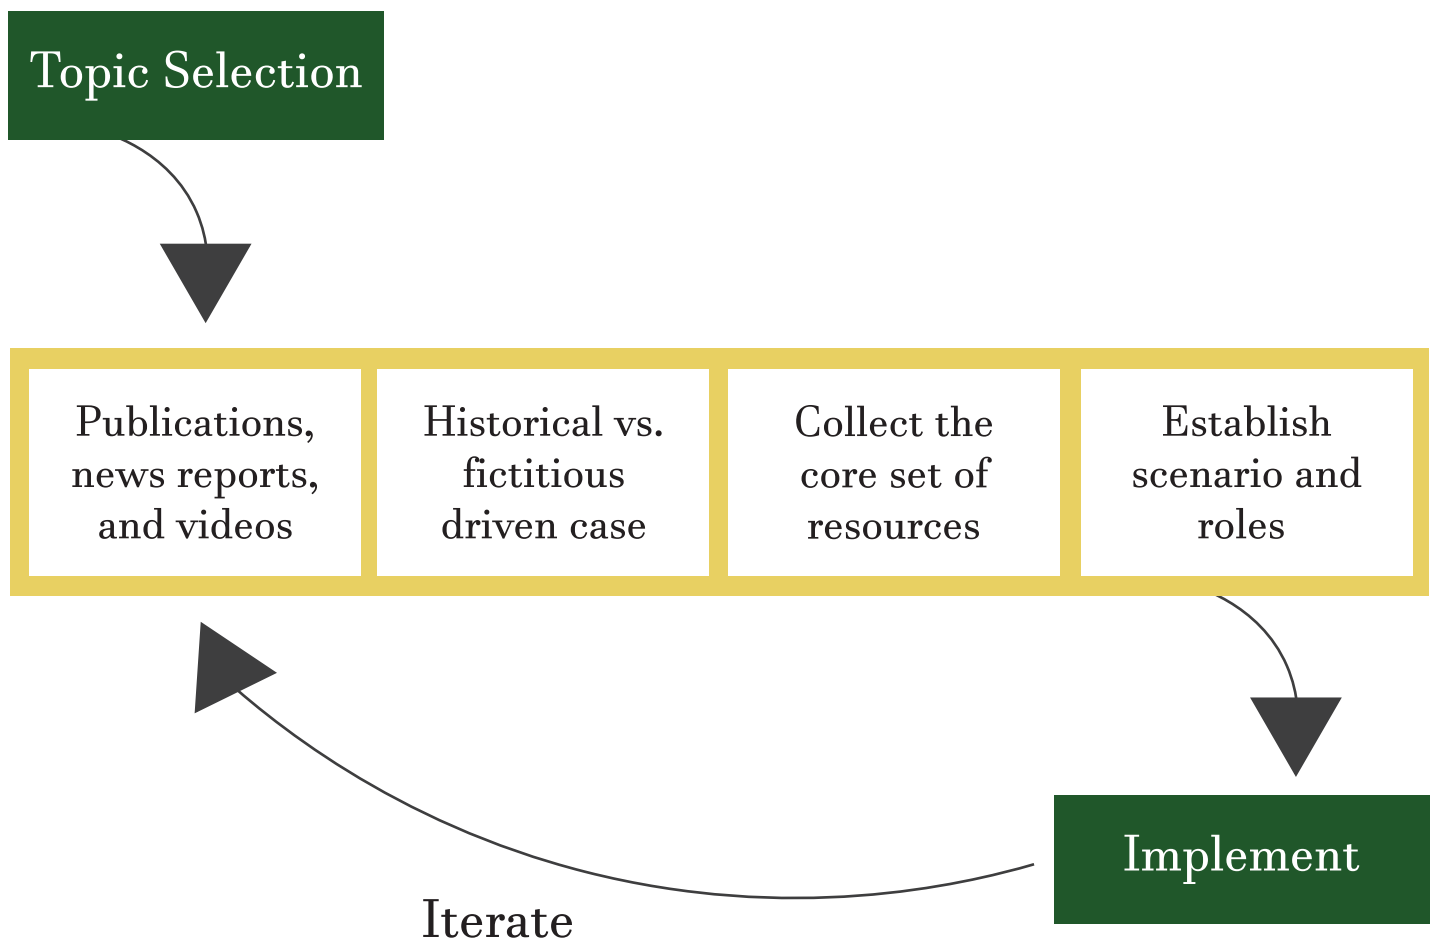 Topic Selection
Publications,
news reports,
and videos
Historical vs.
fictitious
driven case
Collect the
core set of
resources
Establish
scenario and
roles
Implement
Iterate